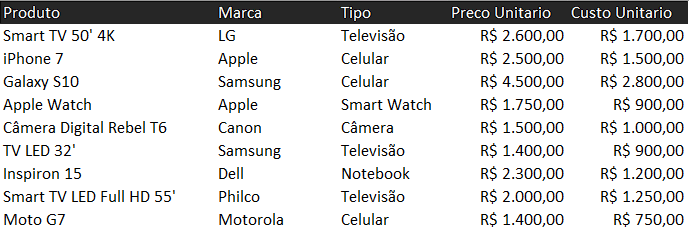 Produto Marca Tipo Preco Unitario Custo Unitario
Smart TV 50' 4K LG Televisão R$ 2.600,00 R$ 1.700,00
iPhone 7 Apple Celular R$ 2.500,00 R$ 1.500,00
Galaxy S10 Samsung Celular R$ 4.500,00 R$ 2.800,00
Apple Watch Apple Smart Watch R$ 1.750,00 R$ 900,00
Câmera Digital Rebel T6 Canon Câmera R$ 1.500,00 R$ 1.000,00
TV LED 32' Samsung Televisão R$ 1.400,00 R$ 900,00
Inspiron 15 Dell Notebook R$ 2.300,00 R$ 1.200,00
Smart TV LED Full HD 55' Philco Televisão R$ 2.000,00 R$ 1.250,00
Moto G7 Motorola Celular R$ 1.400,00 R$ 750,00